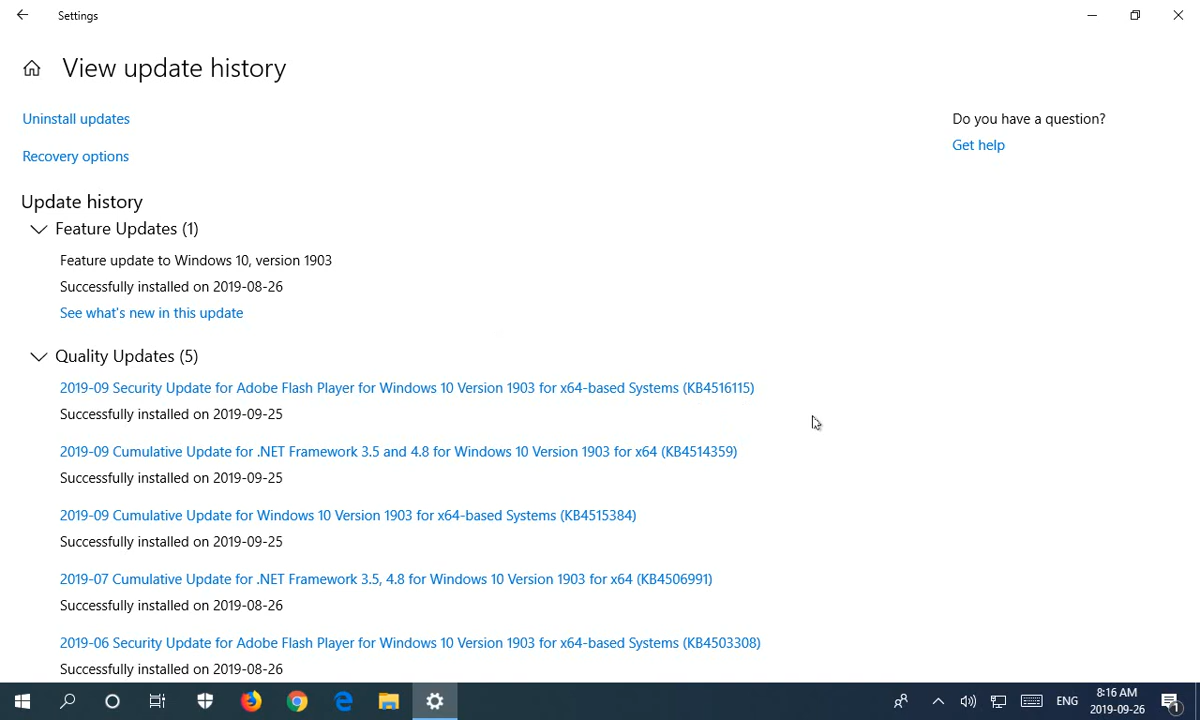 Settings
View update history
Uninstall updates
Do you have a question?
Get help
Recovery options
Update history
Feature Updates (1)
Feature update to Windows 10, version 1903
Successfully installed on 2019-08-26
See what's new in this update
Quality Updates (5)
2019-09 Security Update for Adobe Flash Player for Windows 10 Version 1903 for x64-based Systems (KB4516115)
Successfully installed on 2019-09-25
2019-09 Cumulative Update for .NET Framework 3.5 and 4.8 for Windows 10 Version 1903 for x64 (KB4514359)
Successfully installed on 2019-09-25
2019-09 Cumulative Update for Windows 10 Version 1903 for x64-based Systems (KB4515384)
Successfully installed on 2019-09-25
2019-07 Cumulative Update for .NET Framework 3.5, 4.8 for Windows 10 Version 1903 for x64 (KB4506991)
Successfully installed on 2019-08-26
2019-06 Security Update for Adobe Flash Player for Windows 10 Version 1903 for x64-based Systems (KB4503308)
Successfully installed on 2019-08-26
ENG
8:16 AM
2019-09-26
1